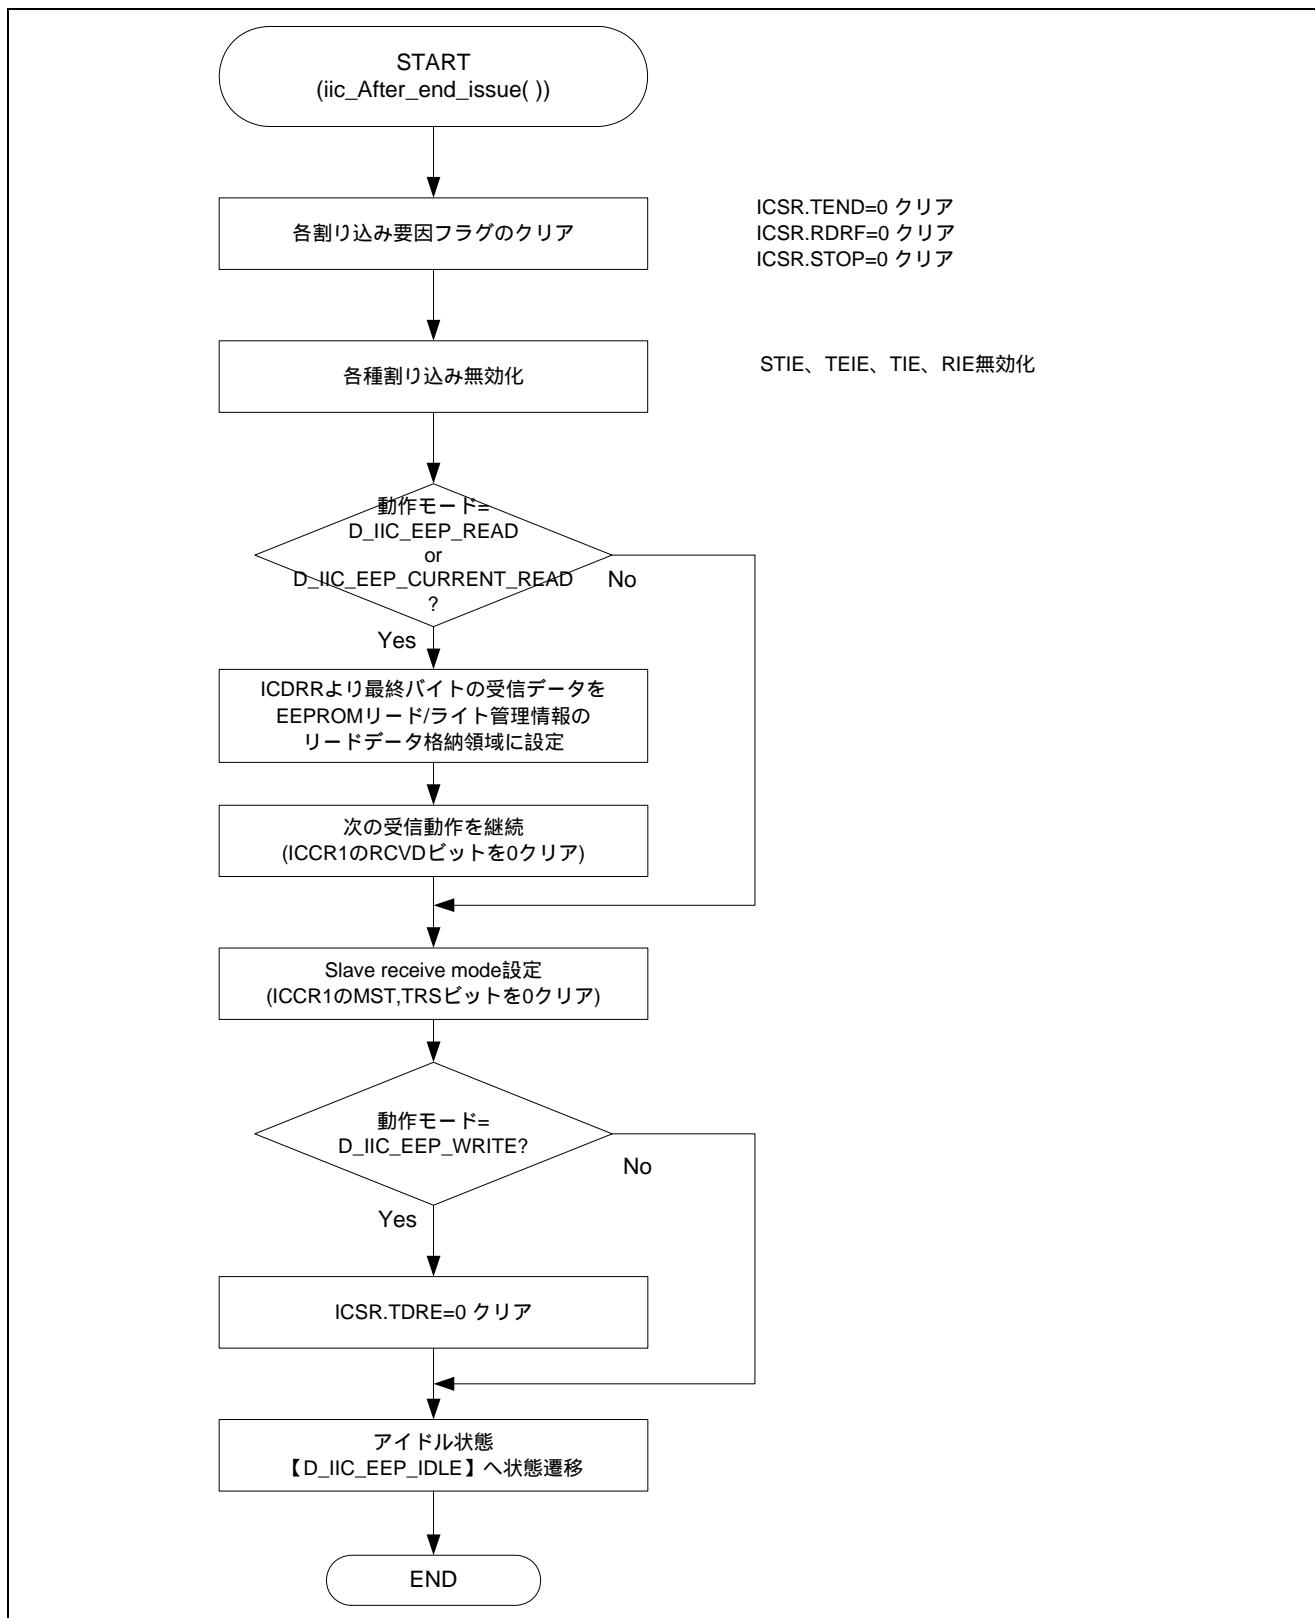 START
(iic_After_end_issue( ))
各割り込み要因フラグのクリア
ICSR.TEND=0 クリア
ICSR.RDRF=0 クリア
ICSR.STOP=0 クリア
各種割り込み無効化
STIE、TEIE、TIE、RIE無効化
動作モード=
D_IIC_EEP_READ
or
D_IIC_EEP_CURRENT_READ
?
No
Yes
ICDRRより最終バイトの受信データを
EEPROMリード/ライト管理情報の
リードデータ格納領域に設定
次の受信動作を継続
(ICCR1のRCVDビットを0クリア)
Slave receive mode設定
(ICCR1のMST,TRSビットを0クリア)
動作モード=
D_IIC_EEP_WRITE?
No
Yes
ICSR.TDRE=0 クリア
アイドル状態
【D_IIC_EEP_IDLE】へ状態遷移
END